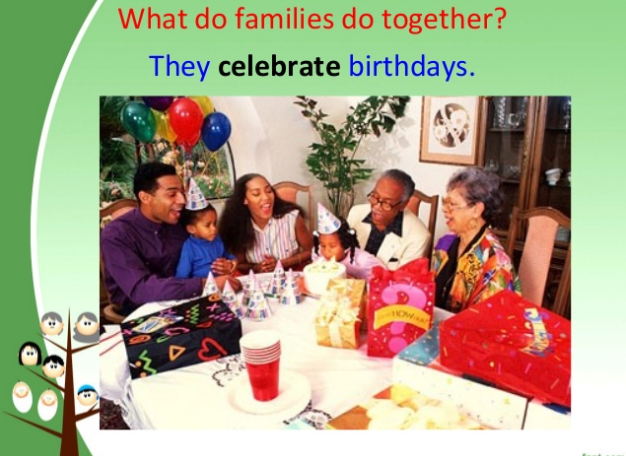 What do families do together?
They celebrate birthdays.